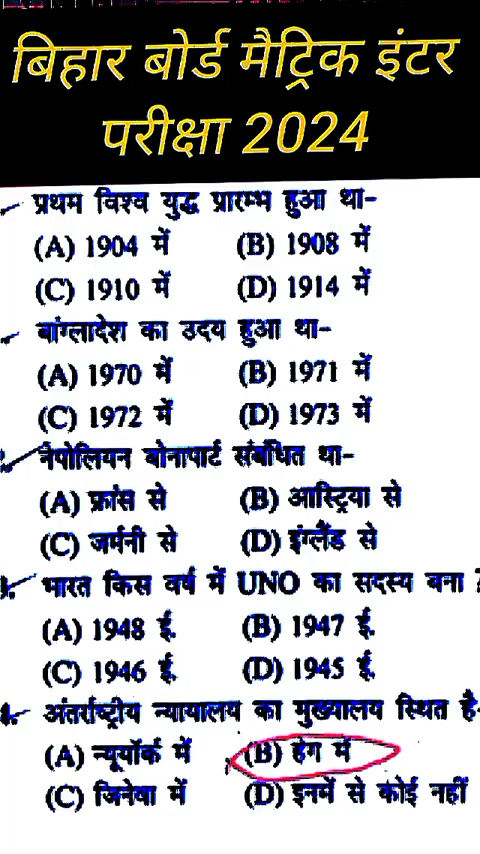 बिहार बोर्ड मैट्रिक इंटर
परीक्षा 2024
प्रथम विश्व युद्ध प्रारम्भ हुआ था-
(A) 1904 में (B) 1908 में
(C) 1910 में (D) 1914 में
बांग्लादेश का उदय हुआ था-
(A) 1970 में (B) 1971 में
(C) 1972 में (D) 1973 में
नेपोलियन बोनापार्ट संबंधित था-
(A) फ्रांस से (B) आस्ट्रिया से
(C) जर्मनी से (D) इंग्लैंड से
भारत किस वर्ष में UNO का सदस्य बना ?
(A) 1948 ई. (B) 1947 ई.
(C) 1946 ई. (D) 1945 ई.
अंतर्राष्ट्रीय न्यायालय का मुख्यालय स्थित है-
(A) न्यूयॉर्क में (B) हेग में
(C) जिनेवा में (D) इनमें से कोई नहीं